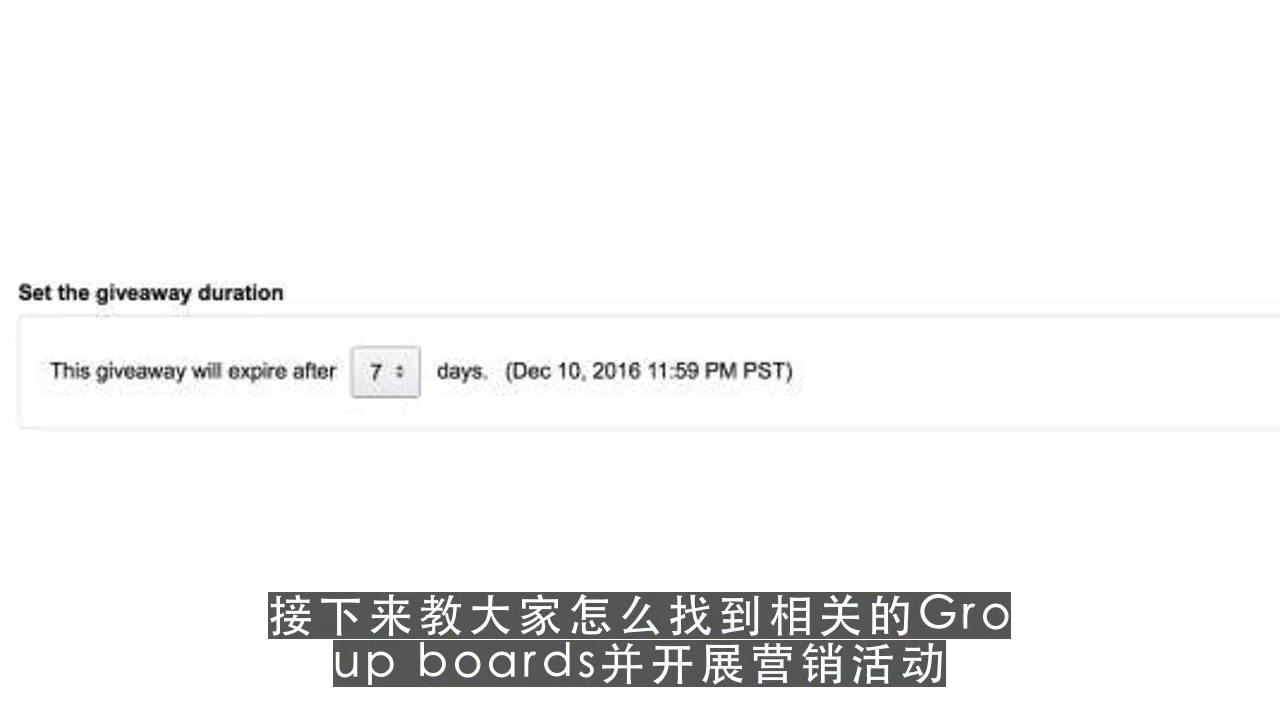 Set the giveaway duration
This giveaway will expire after 7 days. (Dec 10, 2016 11:59 PM PST)
接下来教大家怎么找到相关的Gro
up boards并开展营销活动